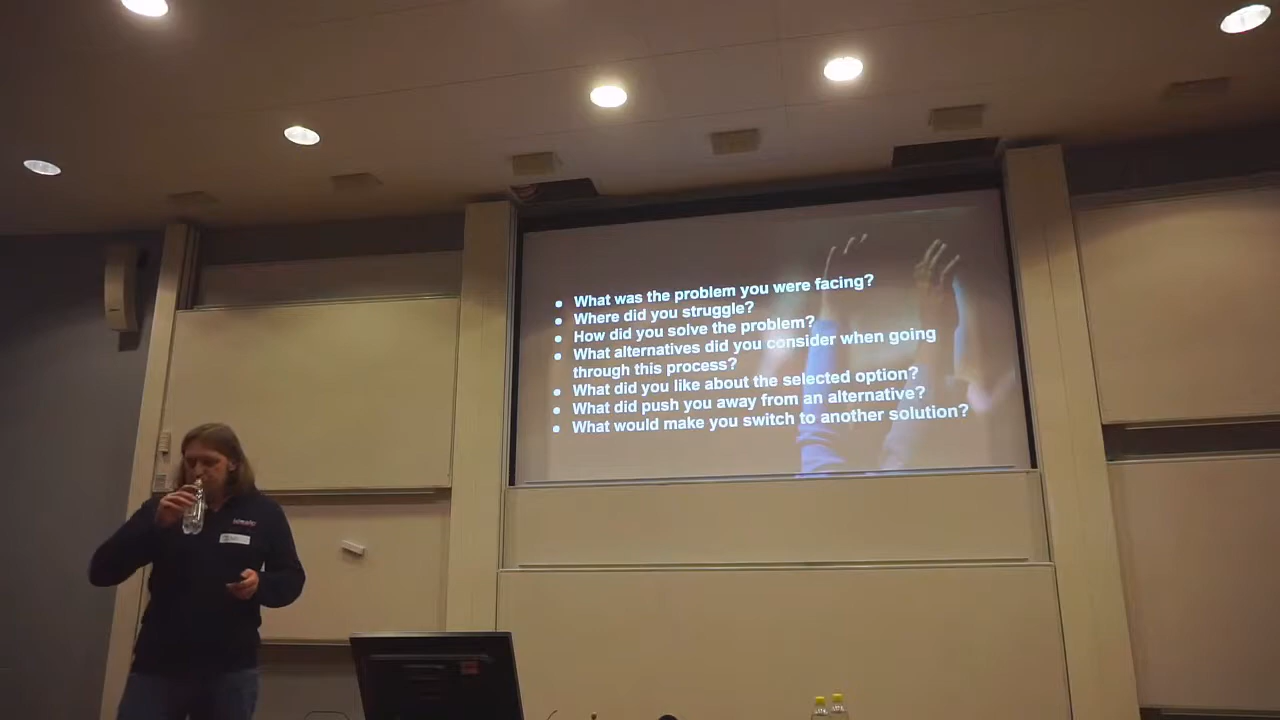 What was the problem you were facing?
Where did you struggle?
How did you solve the problem?
What alternatives did you consider when going
through this process?
What did you like about the selected option?
What did push you away from an alternative?
What would make you switch to another solution?